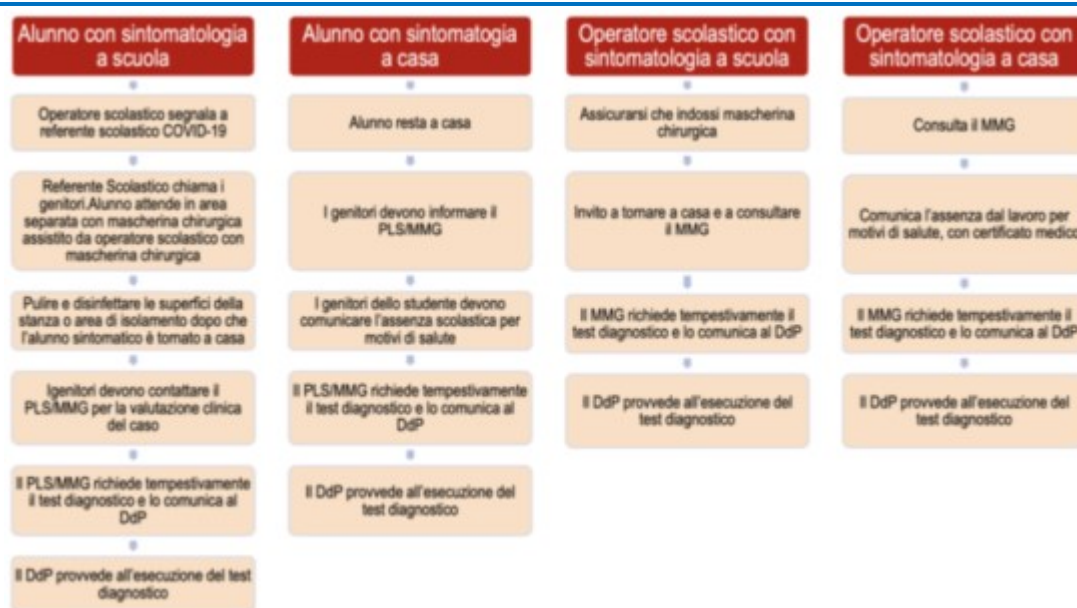 Alunno con sintomatologia
a scuola
Operatore scolastico segnala a
referente scolastico COVID-19
Referente Scolastico chiama i
genitori.Alunno attende in area
separata con mascherina chirurgica
assistito da operatore scolastico con
mascherina chirurgica
Pulire e disinfettare le superfici della
stanza o area di isolamento dopo che
l'alunno sintomatico è tornato a casa
Igenitori devono contattare il
PLS/MMG per la valutazione clinica
del caso
Il PLS/MMG richiede tempestivamente
il test diagnostico e lo comunica al
DdP
Il DdP provvede all'esecuzione del test
diagnostico
Alunno con sintomatogia
a casa
Alunno resta a casa
I genitori devono informare il
PLS/MMG
I genitori dello studente devono
comunicare l'assenza scolastica per
motivi di salute
Il PLS/MMG richiede tempestivamente
il test diagnostico e lo comunica al
DdP
Il DdP provvede all'esecuzione del
test diagnostico
Operatore scolastico con
sintomatologia a scuola
Assicurarsi che indossi mascherina
chirurgica
Invito a tornare a casa e a consultare
il MMG
Il MMG richiede tempestivamente il
test diagnostico e lo comunica al DdP
Il DdP provvede all'esecuzione del
test diagnostico
Operatore scolastico con
sintomatologia a casa
Consulta il MMG
Comunica l'assenza dal lavoro per
motivi di salute, con certificato medico
Il MMG richiede tempestivamente il
test diagnostico e lo comunica al DdP
Il DdP provvede all'esecuzione del
test diagnostico